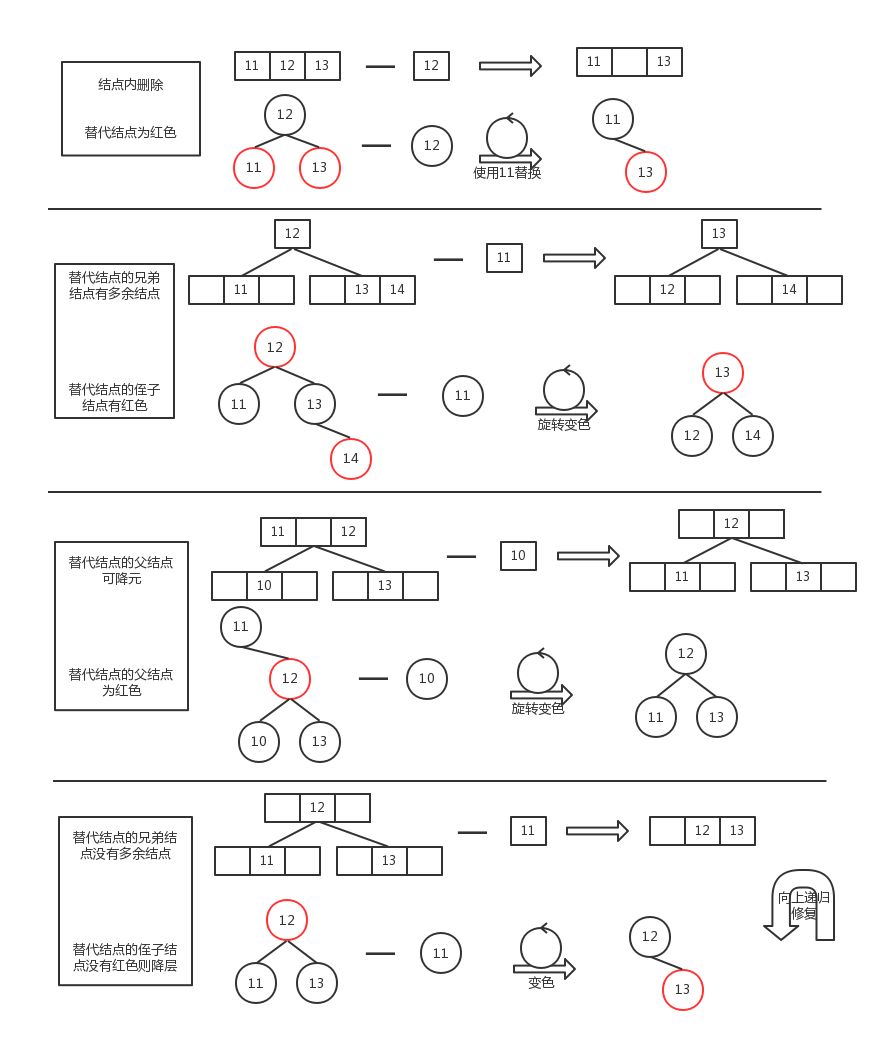 结点内删除
替代结点为红色
11 12 13
12
11 13
12
11 13
12
使用11替换
11
13
替代结点的兄弟
结点有多余结点
替代结点的侄子
结点有红色
12
11
13 14
11
13
12
14
12
11 13
14
11
旋转变色
13
12 14
替代结点的父结点
可降元
替代结点的父结点
为红色
11 12
10
13
10
12
11
13
11
12
10 13
10
旋转变色
12
11 13
替代结点的兄弟结
点没有多余结点
替代结点的侄子结
点没有红色则降层
12
11
13
11
12 13
12
11 13
11
变色
12
13
向上递归
修复